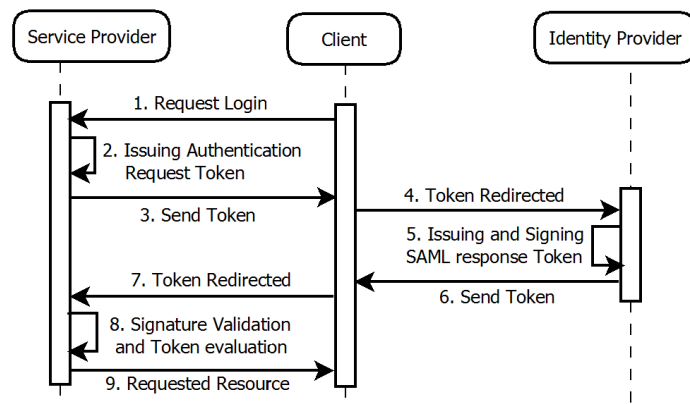 Service Provider
Client
Identity Provider
1. Request Login
2. Issuing Authentication
Request Token
3. Send Token
4. Token Redirected
5. Issuing and Signing
SAML response Token
6. Send Token
7. Token Redirected
8. Signature Validation
and Token evaluation
9. Requested Resource